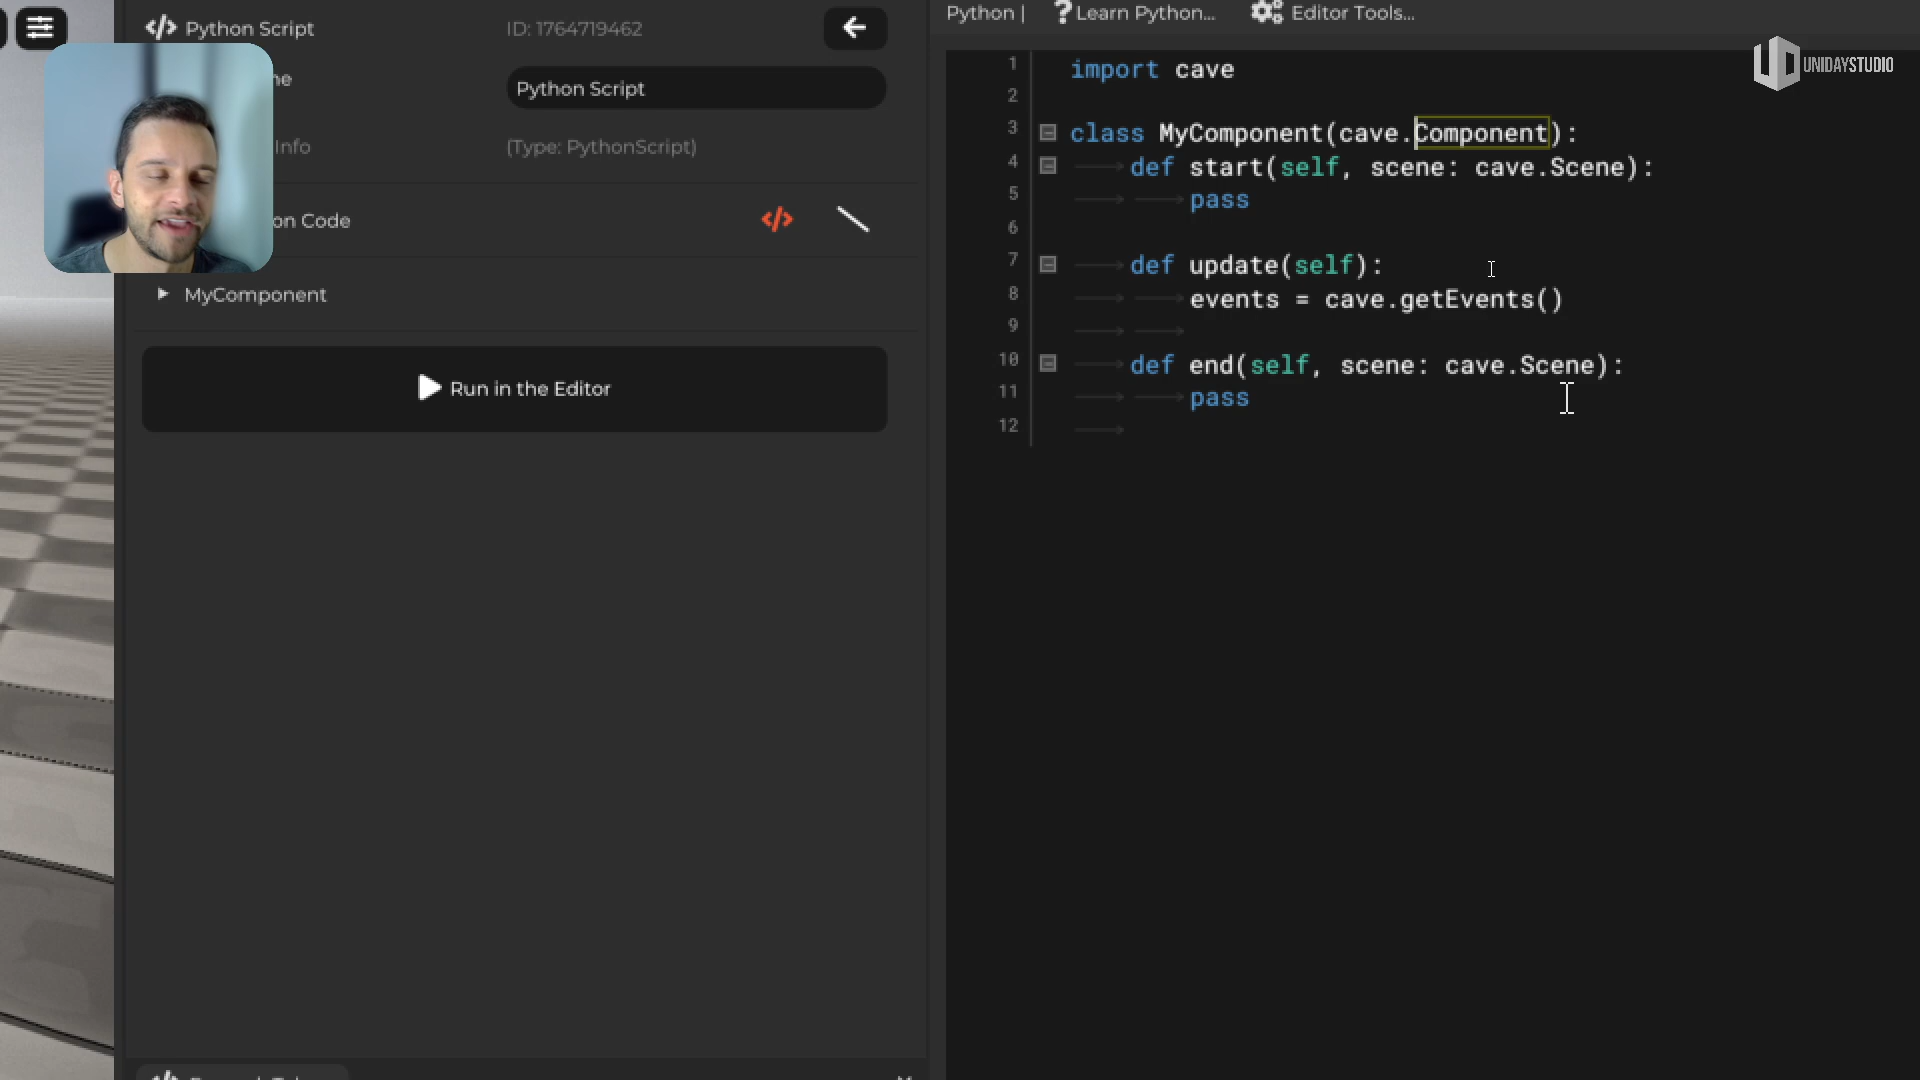 Python Script
ID: 1764719462
Python Script
Info
(Type: PythonScript)
on Code
MyComponent
Run in the Editor
Python |
Learn Python...
Editor Tools...
UNIDAYSTUDIO
1 import cave
2
3 class MyComponent(cave.Component):
4 def start(self, scene: cave.Scene):
5 pass
6
7 def update(self):
8 events = cave.getEvents()
9
10 def end(self, scene: cave.Scene):
11 pass
12